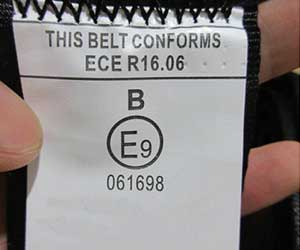 THIS BELT CONFORMS
ECE R16.06
B
E9
061698